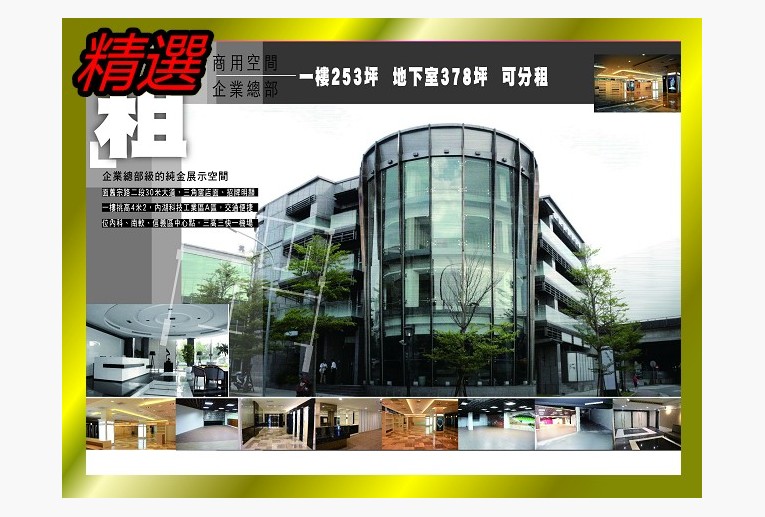 精選
商用空間
企業總部
一樓253坪 地下室378坪 可分租
租
企業總部級的純金展示空間
面舊宗路二段30米大道，三角窗店面、招牌明顯
一樓挑高4米2，內湖科技工業區A區，交通便捷
位內科、南軟、信義區中心點，三高三快一機場